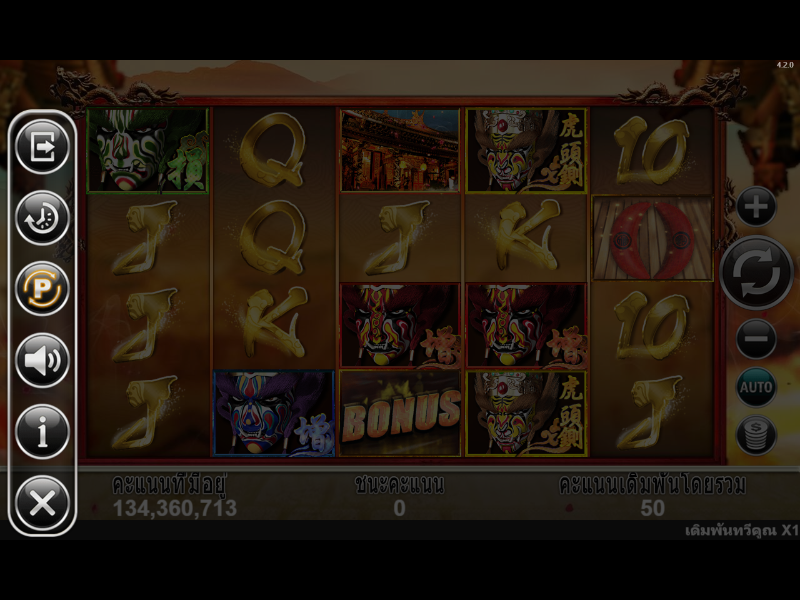 4.2.0
損
Q
虎頭鍘
10
J
Q
J
K
P
J
K
增
增
10
i
AUTO
J
增
BONUS
虎頭鍘
J
คะแนนที่มีอยู่
ชนะคะแนน
คะแนนเดิมพันโดยรวม
134,360,713
0
50
เดิมพันทวีคูณ X1